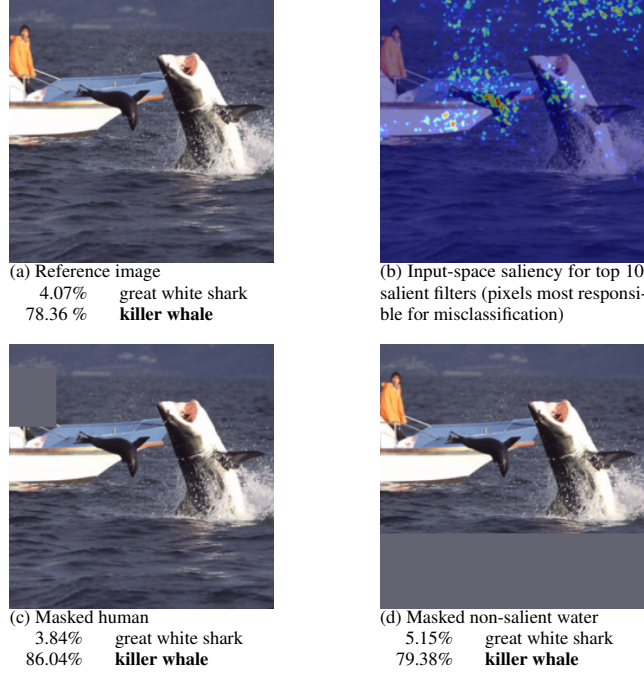 (a) Reference image
4.07% great white shark
78.36 % killer whale
(b) Input-space saliency for top 10
salient filters (pixels most responsi-
ble for misclassification)
(c) Masked human
3.84% great white shark
86.04% killer whale
(d) Masked non-salient water
5.15% great white shark
79.38% killer whale